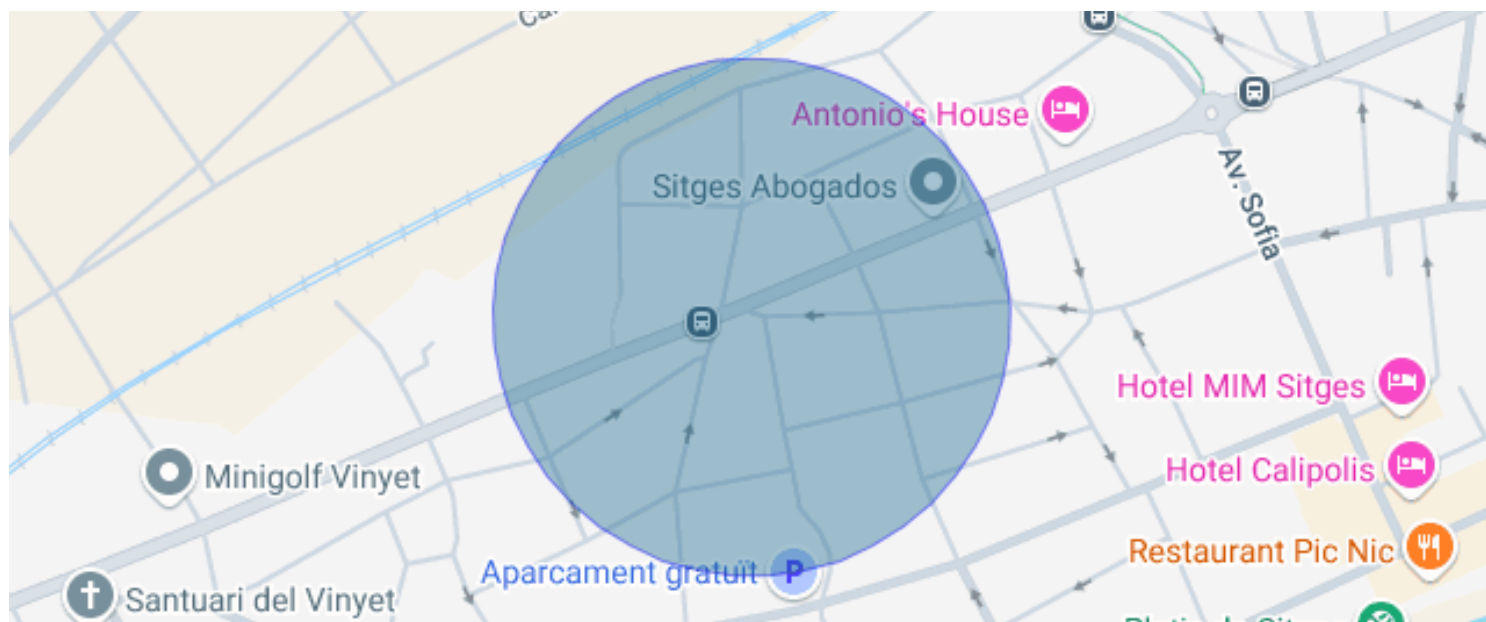 Antonio's House
Sitges Abogados
Av. Sofia
Hotel MIM Sitges
Minigolf Vinyet
Hotel Calipolis
Restaurant Pic Nic
Aparcament gratuït P
Santuari del Vinyet